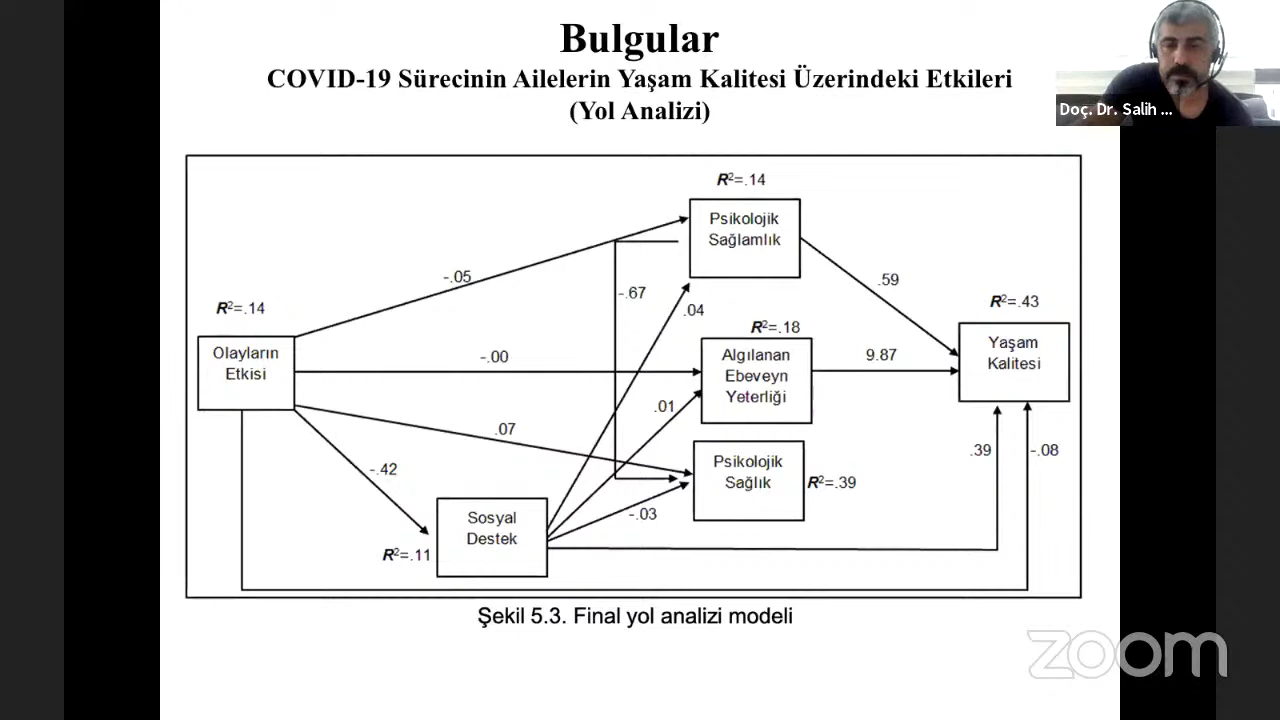 Bulgular
COVID-19 Sürecinin Ailelerin Yaşam Kalitesi Üzerindeki Etkileri
(Yol Analizi)
Doç. Dr. Salih ...
R²=.14
Psikolojik
Sağlamlık
-.05
-.67
.59
R²=.14
.04
R²=.43
R²=.18
Olayların
Etkisi
-.00
Algılanan
Ebeveyn
Yeterliği
9.87
Yaşam
Kalitesi
.01
.07
-.42
Psikolojik
Sağlık
R²=.39
.39
-.08
Sosyal
Destek
-.03
R²=.11
Şekil 5.3. Final yol analizi modeli
zoom